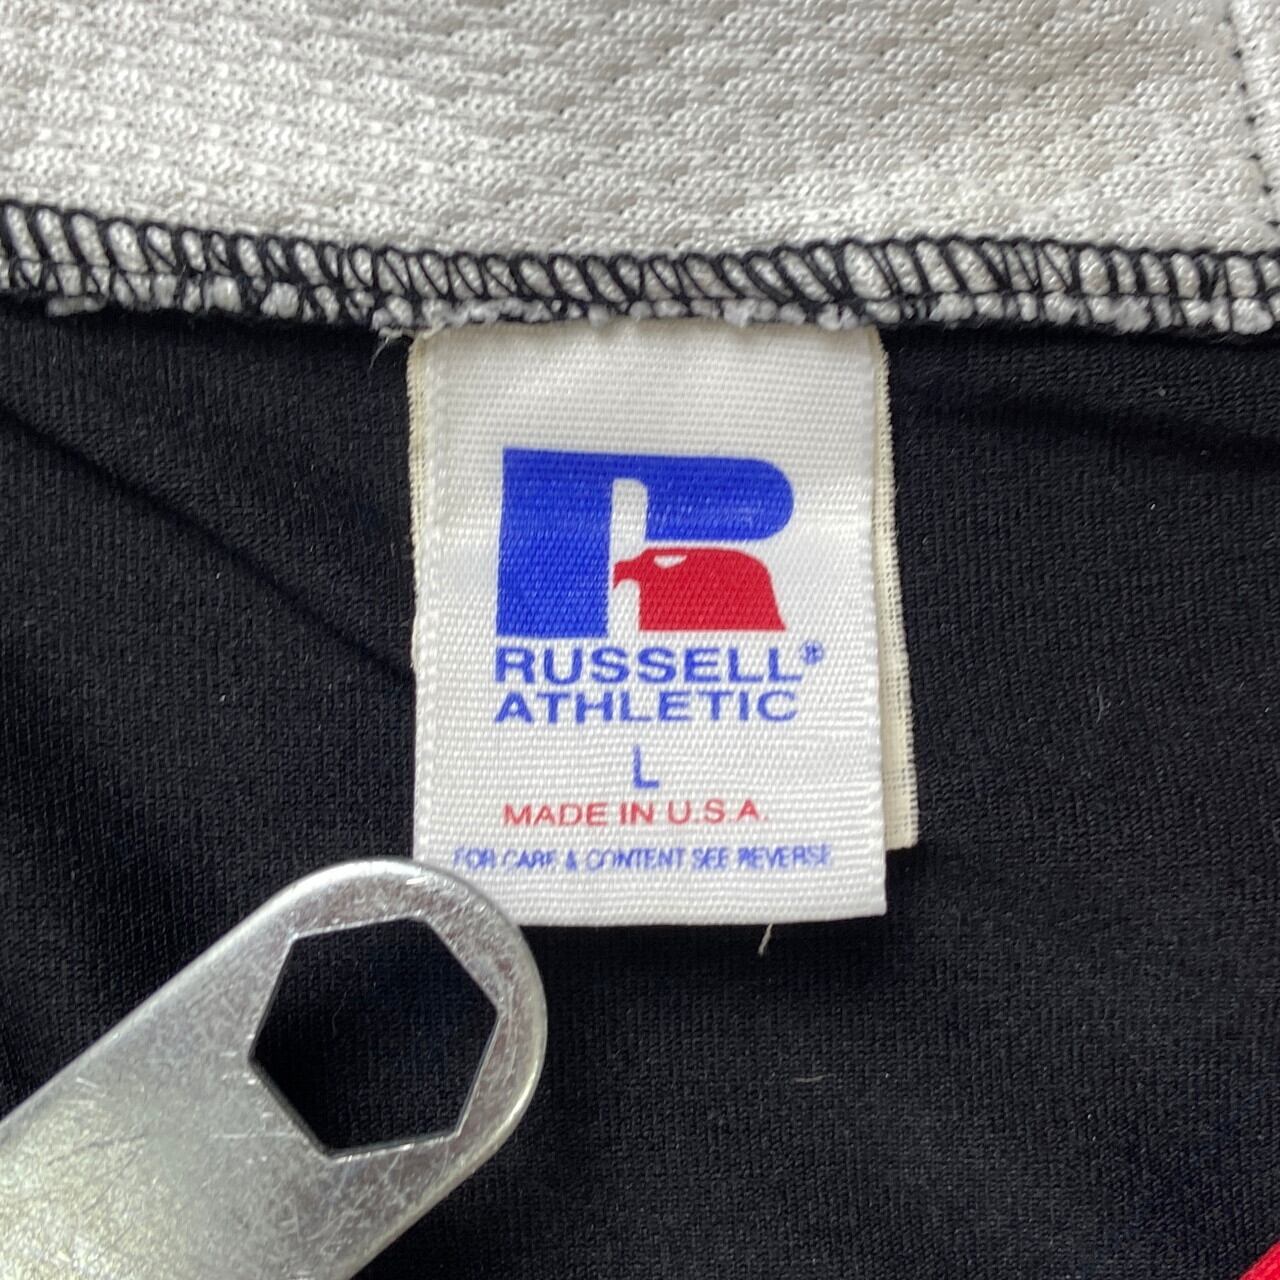 RUSSELL®
ATHLETIC
L
MADE IN U.S.A.
FOR CARE & CONTENT SEE REVERSE